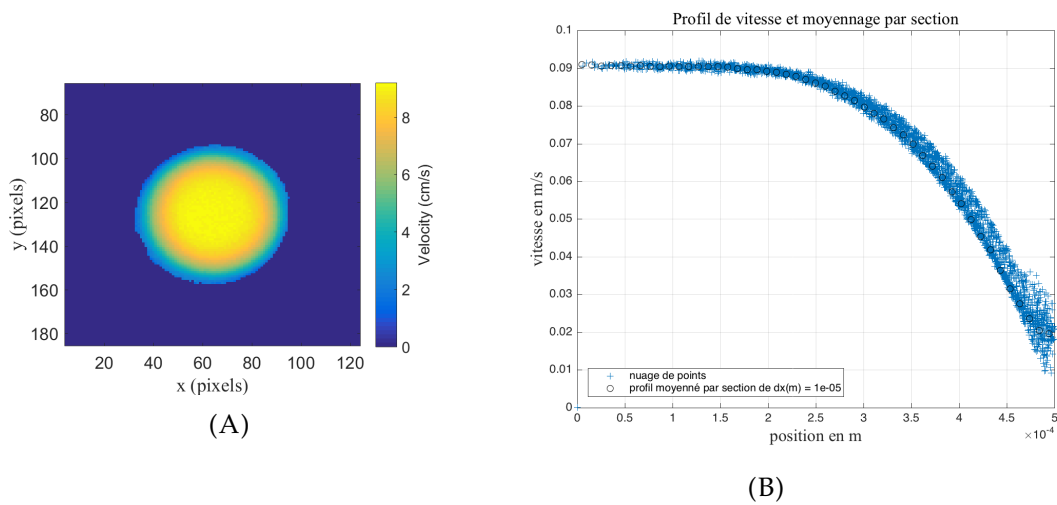 80
100
120
140
160
180
y (pixels)
20 40 60 80 100 120
x (pixels)
8
6
4
2
0
Velocity (cm/s)
(A)
Profil de vitesse et moyennage par section
0.1
0.09
0.08
0.07
0.06
0.05
0.04
0.03
0.02
0.01
0
vitesse en m/s
nuage de points
profil moyenné par section de dx(m) = 1e-05
0 0.5 1 1.5 2 2.5 3 3.5 4 4.5 5
×10⁻⁴
position en m
(B)